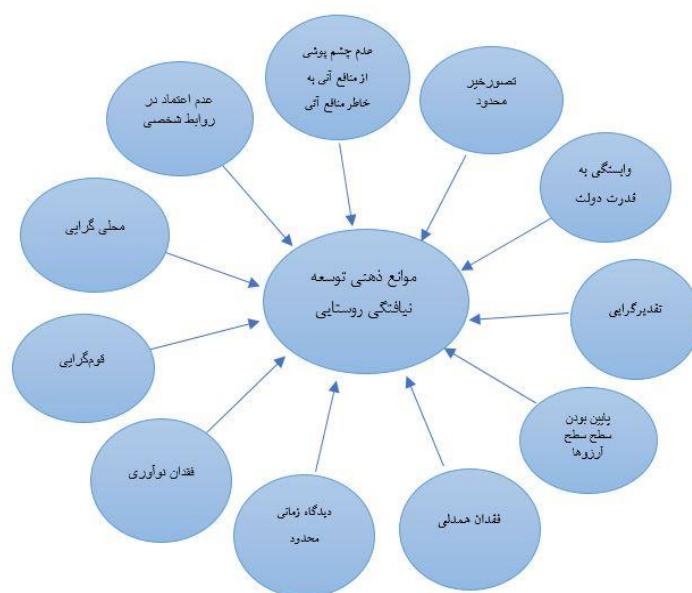 عدم چشم پوشی
از منافع آنی به
خاطر منافع آتی
تصورخیر
محدود
وابستگی به
قدرت دولت
تقدیرگرایی
پایین بودن
سطح سطح
آرزوها
فقدان همدلی
دیدگاه زمانی
محدود
فقدان نوآوری
قوم‌گرایی
محلی گرایی
عدم اعتماد در
روابط شخصی
موانع ذهنی توسعه
نیافتگی روستایی